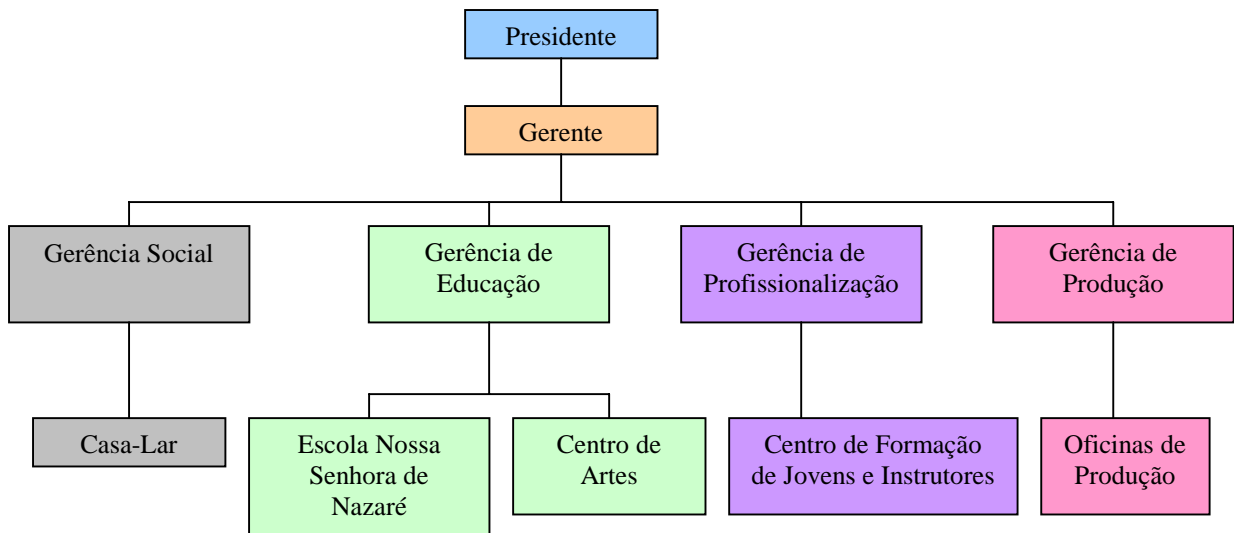 Presidente
Gerente
Gerência Social
Gerência de
Educação
Gerência de
Profissionalização
Gerência de
Produção
Casa-Lar
Escola Nossa
Senhora de
Nazaré
Centro de
Artes
Centro de Formação
de Jovens e Instrutores
Oficinas de
Produção